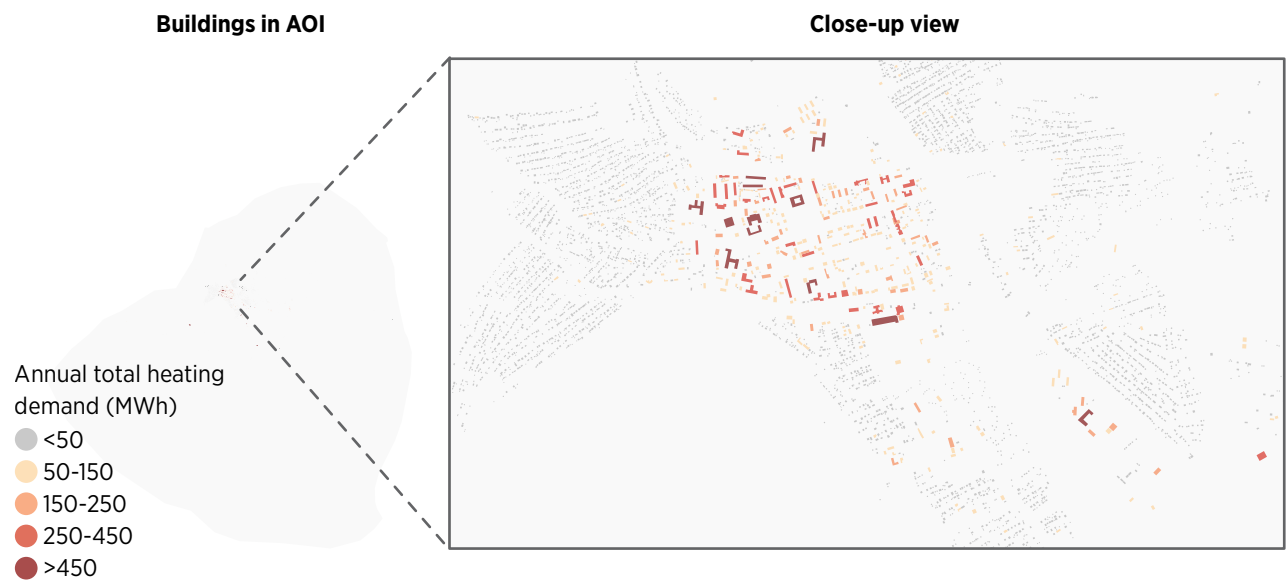 Buildings in AOI
Close-up view
Annual total heating
demand (MWh)
<50
50-150
150-250
250-450
>450